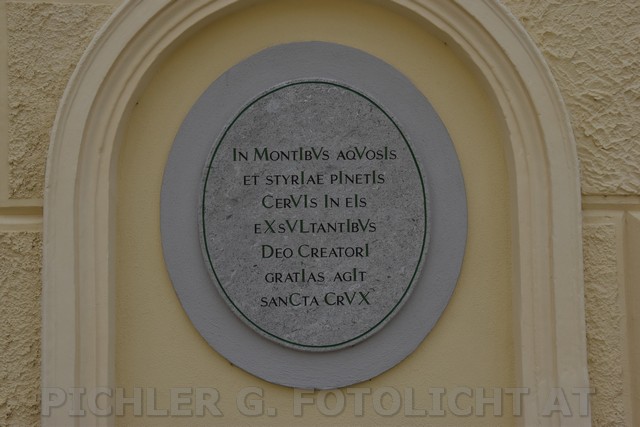 In MontIbVs aqVosIs
et styrIae pInetIs
CerVIs In eIs
eXsVLtantIbVs
Deo CreatorI
gratIas agIt
sanCta CrVX
PICHLER G. FOTOLICHT AT